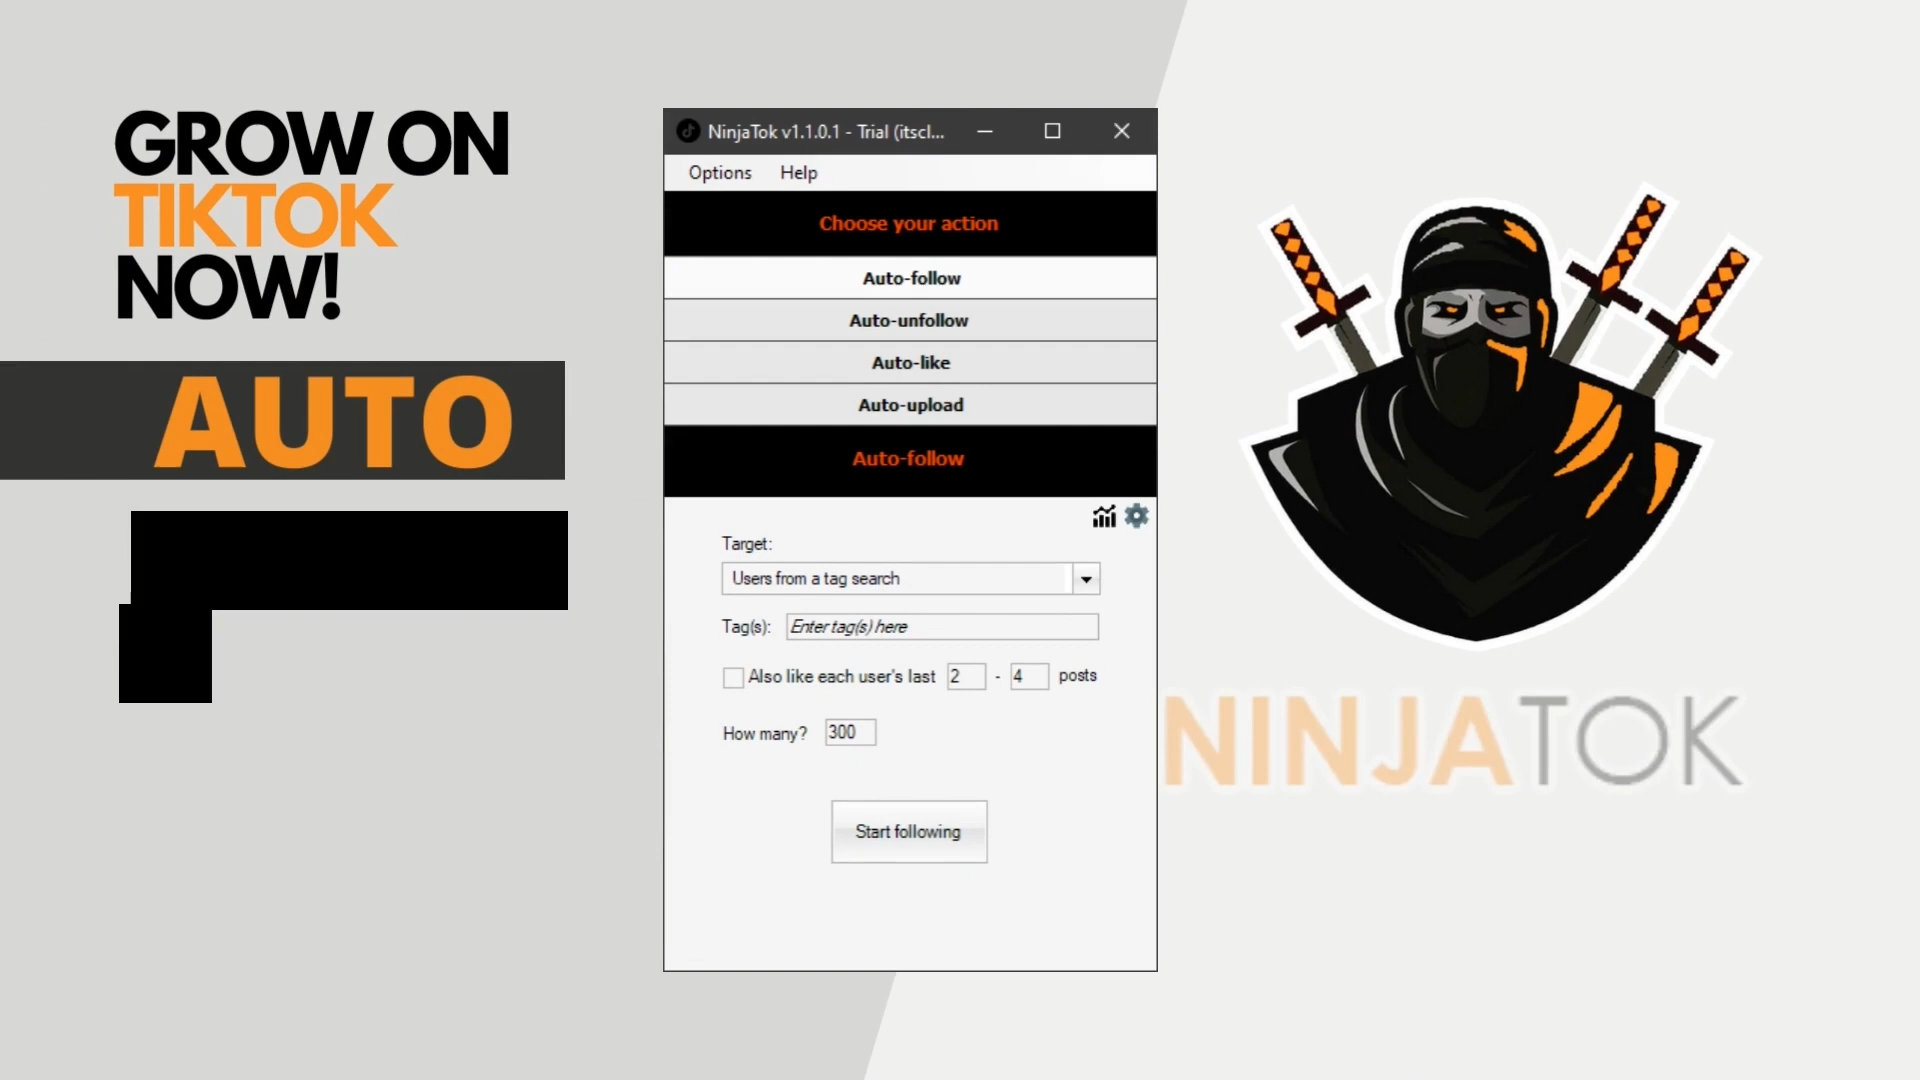 GROW ON
TIKTOK
NOW!
AUTO
NinjaTok v1.1.0.1 - Trial (itscl...
Options Help
Choose your action
Auto-follow
Auto-unfollow
Auto-like
Auto-upload
Auto-follow
Target:
Users from a tag search
Tag(s): Enter tag(s) here
Also like each user's last 2 - 4 posts
How many? 300
Start following
NINJATOK